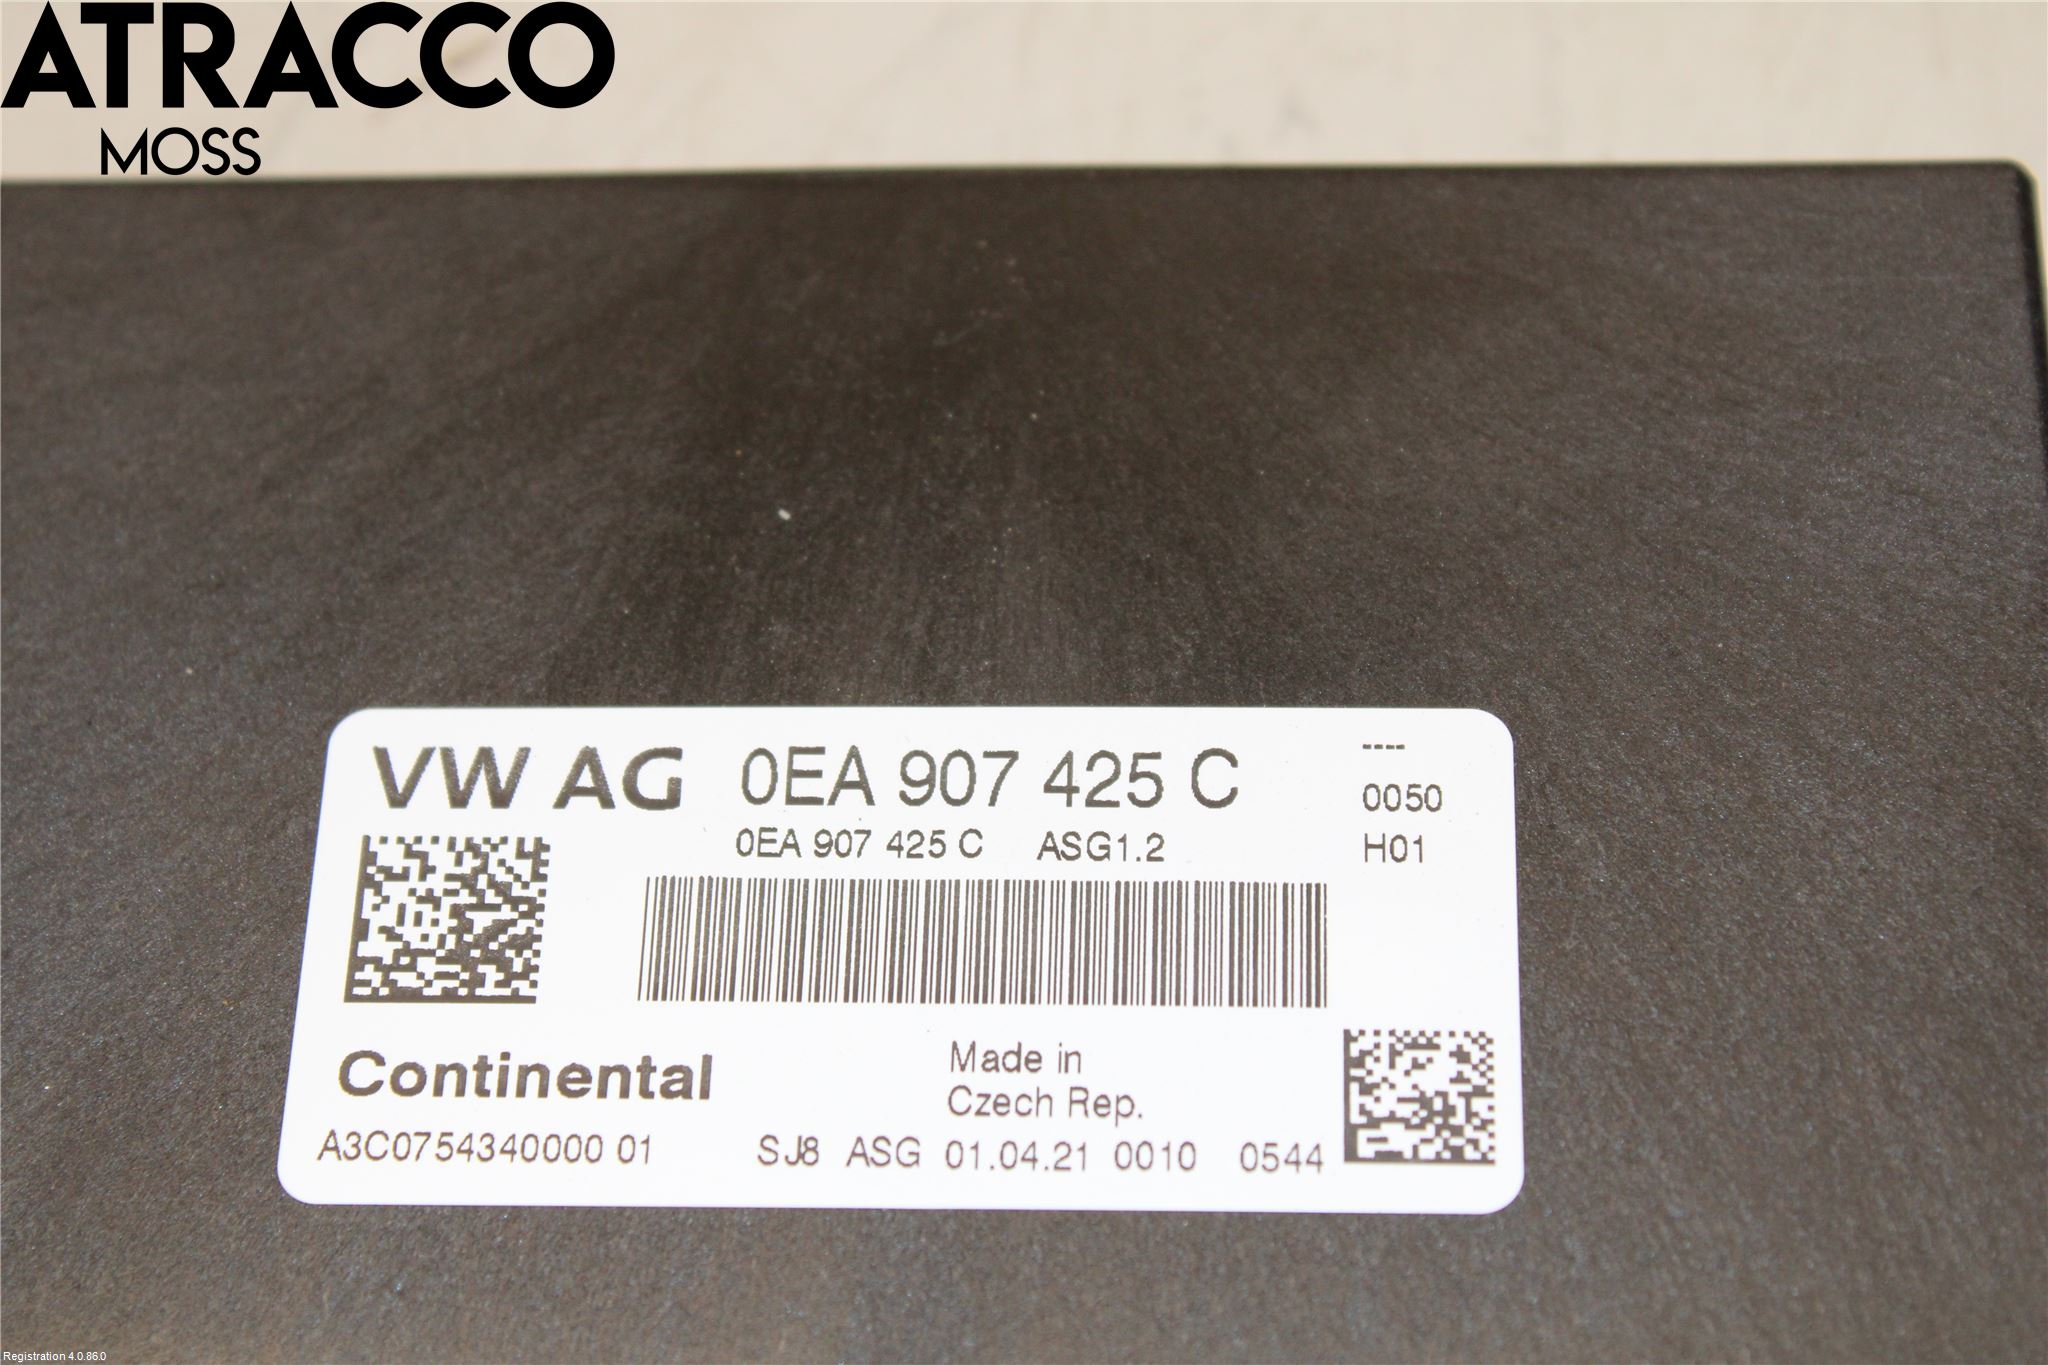 ATRACCO
MOSS
VW AG 0EA 907 425 C ----
0050
0EA 907 425 C ASG1.2 H01
Continental
Made in
Czech Rep.
A3C0754340000 01 SJ8 ASG 01.04.21 0010 0544
Registration 4.0.86.0